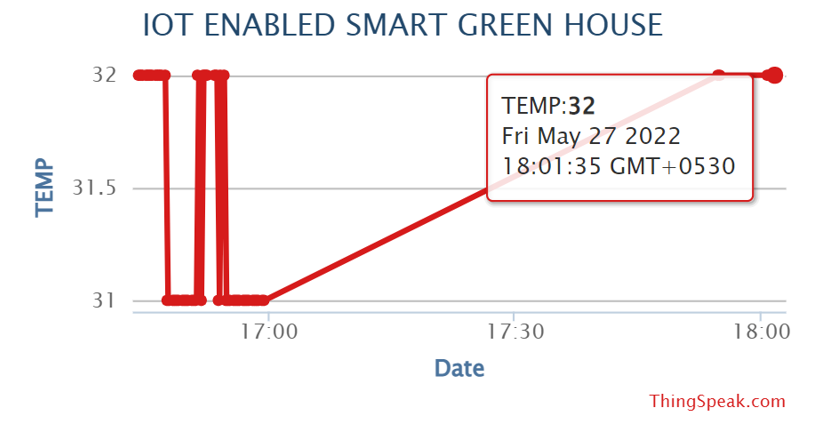 IOT ENABLED SMART GREEN HOUSE
32
TEMP:32
Fri May 27 2022
18:01:35 GMT+0530
31.5
TEMP
31
17:00 17:30 18:00
Date
ThingSpeak.com